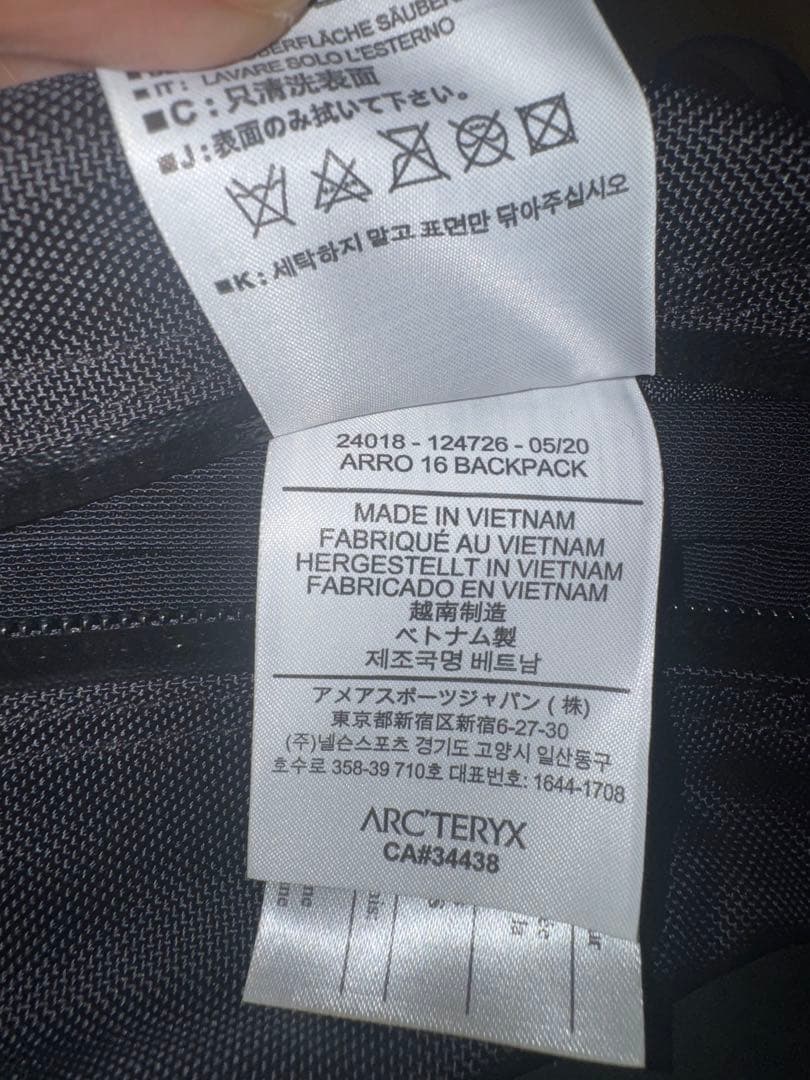 OBERFLÄCHE SÄUBERN
■IT: LAVARE SOLO L'ESTERNO
■C:只清洗表面
■J:表面のみ拭いて下さい。
■K: 세탁하지 말고 표면만 닦아주십시오
24018 - 124726 - 05/20
ARRO 16 BACKPACK
MADE IN VIETNAM
FABRIQUÉ AU VIETNAM
HERGESTELLT IN VIETNAM
FABRICADO EN VIETNAM
越南制造
ベトナム製
제조국명 베트남
アメアスポーツジャパン (株)
東京都新宿区新宿6-27-30
(주)넬슨스포츠 경기도 고양시 일산동구
호수로 358-39 710호 대표번호: 1644-1708
ARC'TERYX
CA#34438